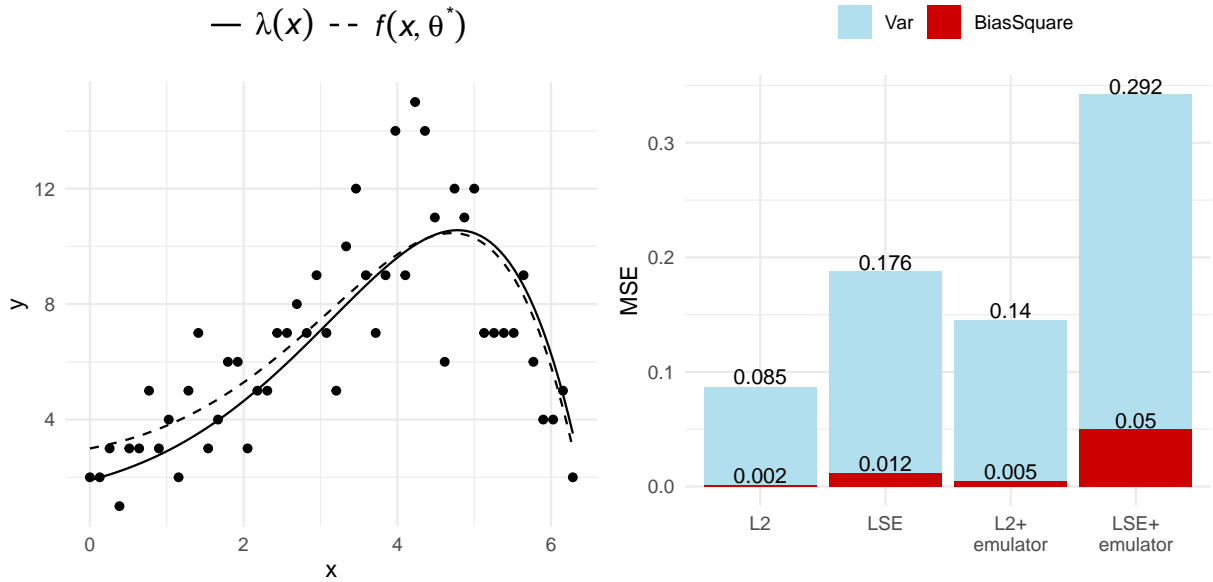 λ(x) f(x, θ*)
y
12
8
4
0 2 4 6
x
Var BiasSquare
MSE
0.3
0.2
0.1
0.0
0.085
0.002
0.176
0.012
0.14
0.005
0.292
0.05
L2 LSE L2+ LSE+
emulator emulator